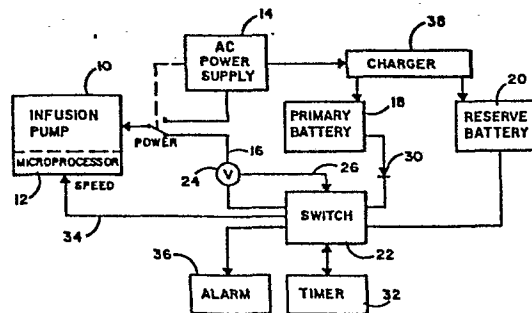 14
38
10
AC
POWER
SUPPLY
CHARGER
20
18
INFUSION
PUMP
PRIMARY
BATTERY
RESERVE
BATTERY
MICROPROCESSOR
POWER
16
12
SPEED
24
V
26
30
34
SWITCH
22
36
ALARM
TIMER
32